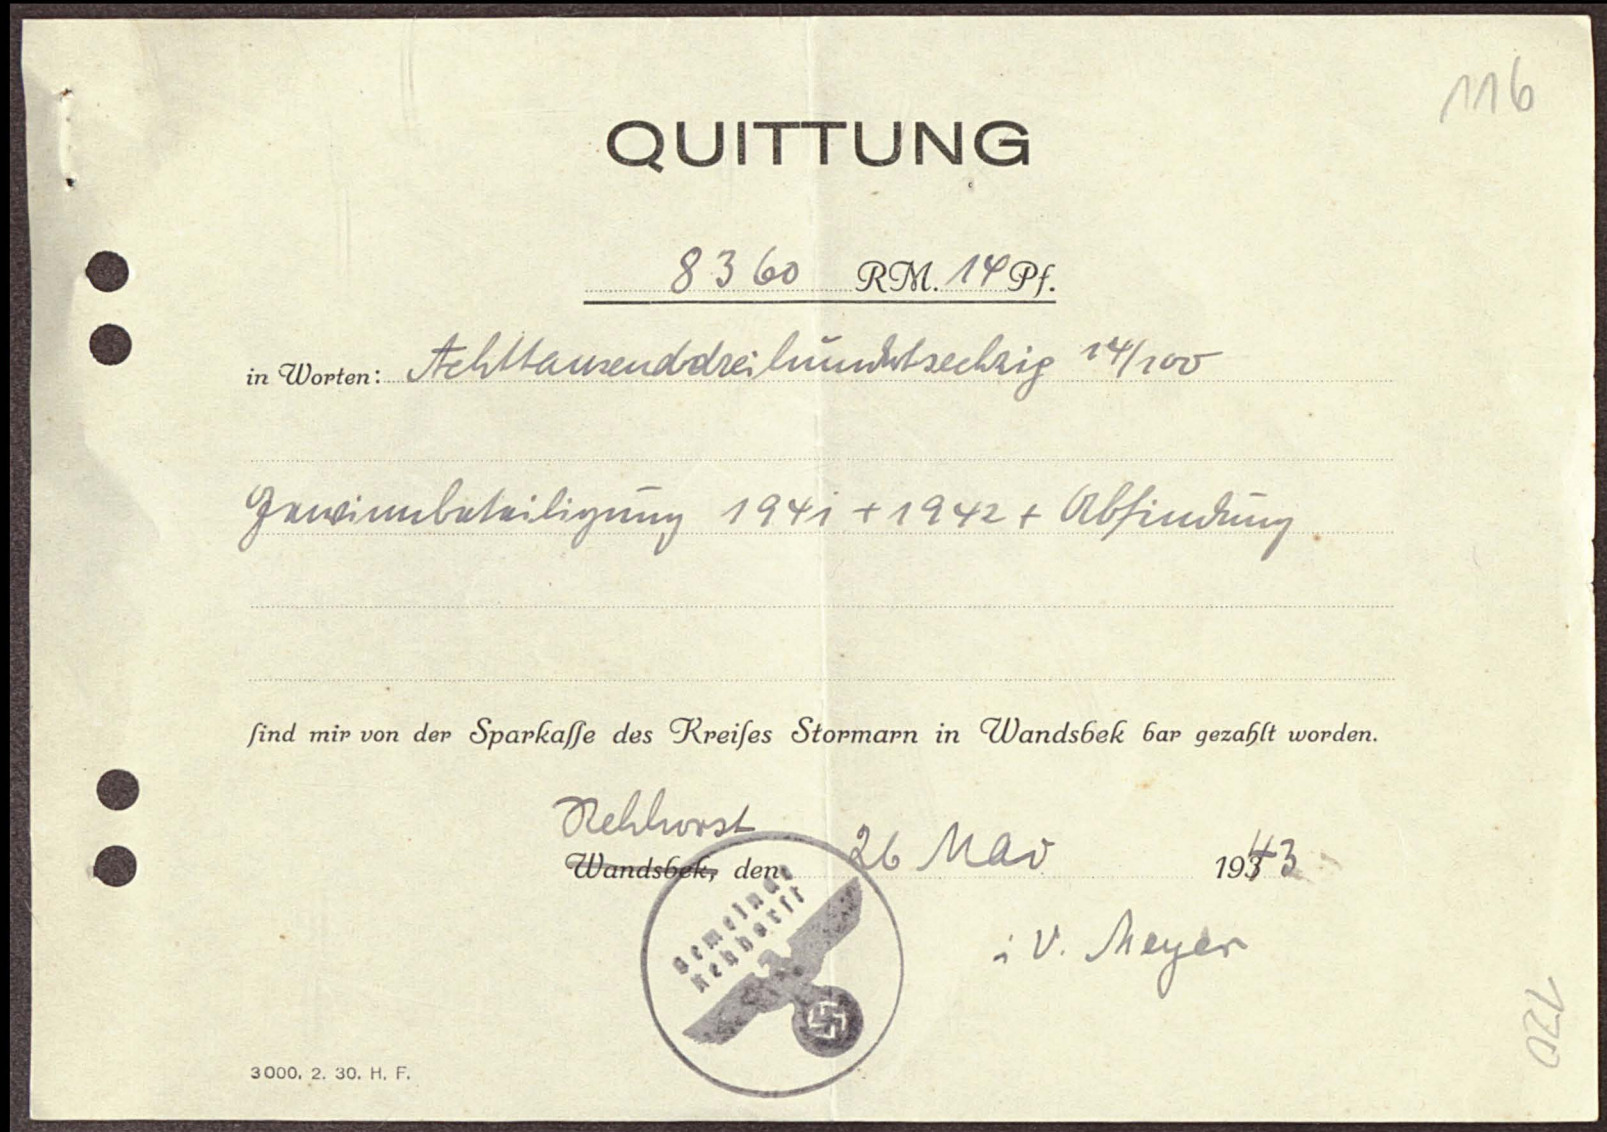 116
QUITTUNG
8360 RM. 14 Pf.
in Worten: Achttausenddreihundertsechzig 14/100
Gewinnbeteiligung 1941 + 1942 + Abfindung
sind mir von der Sparkasse des Kreises Stormarn in Wandsbek bar gezahlt worden.
Rehhorst
Wandsbek, den 26 Mai 1943
Gemeinde
Rehhorst
i V. Meyer
3000. 2. 30. H. F.
120